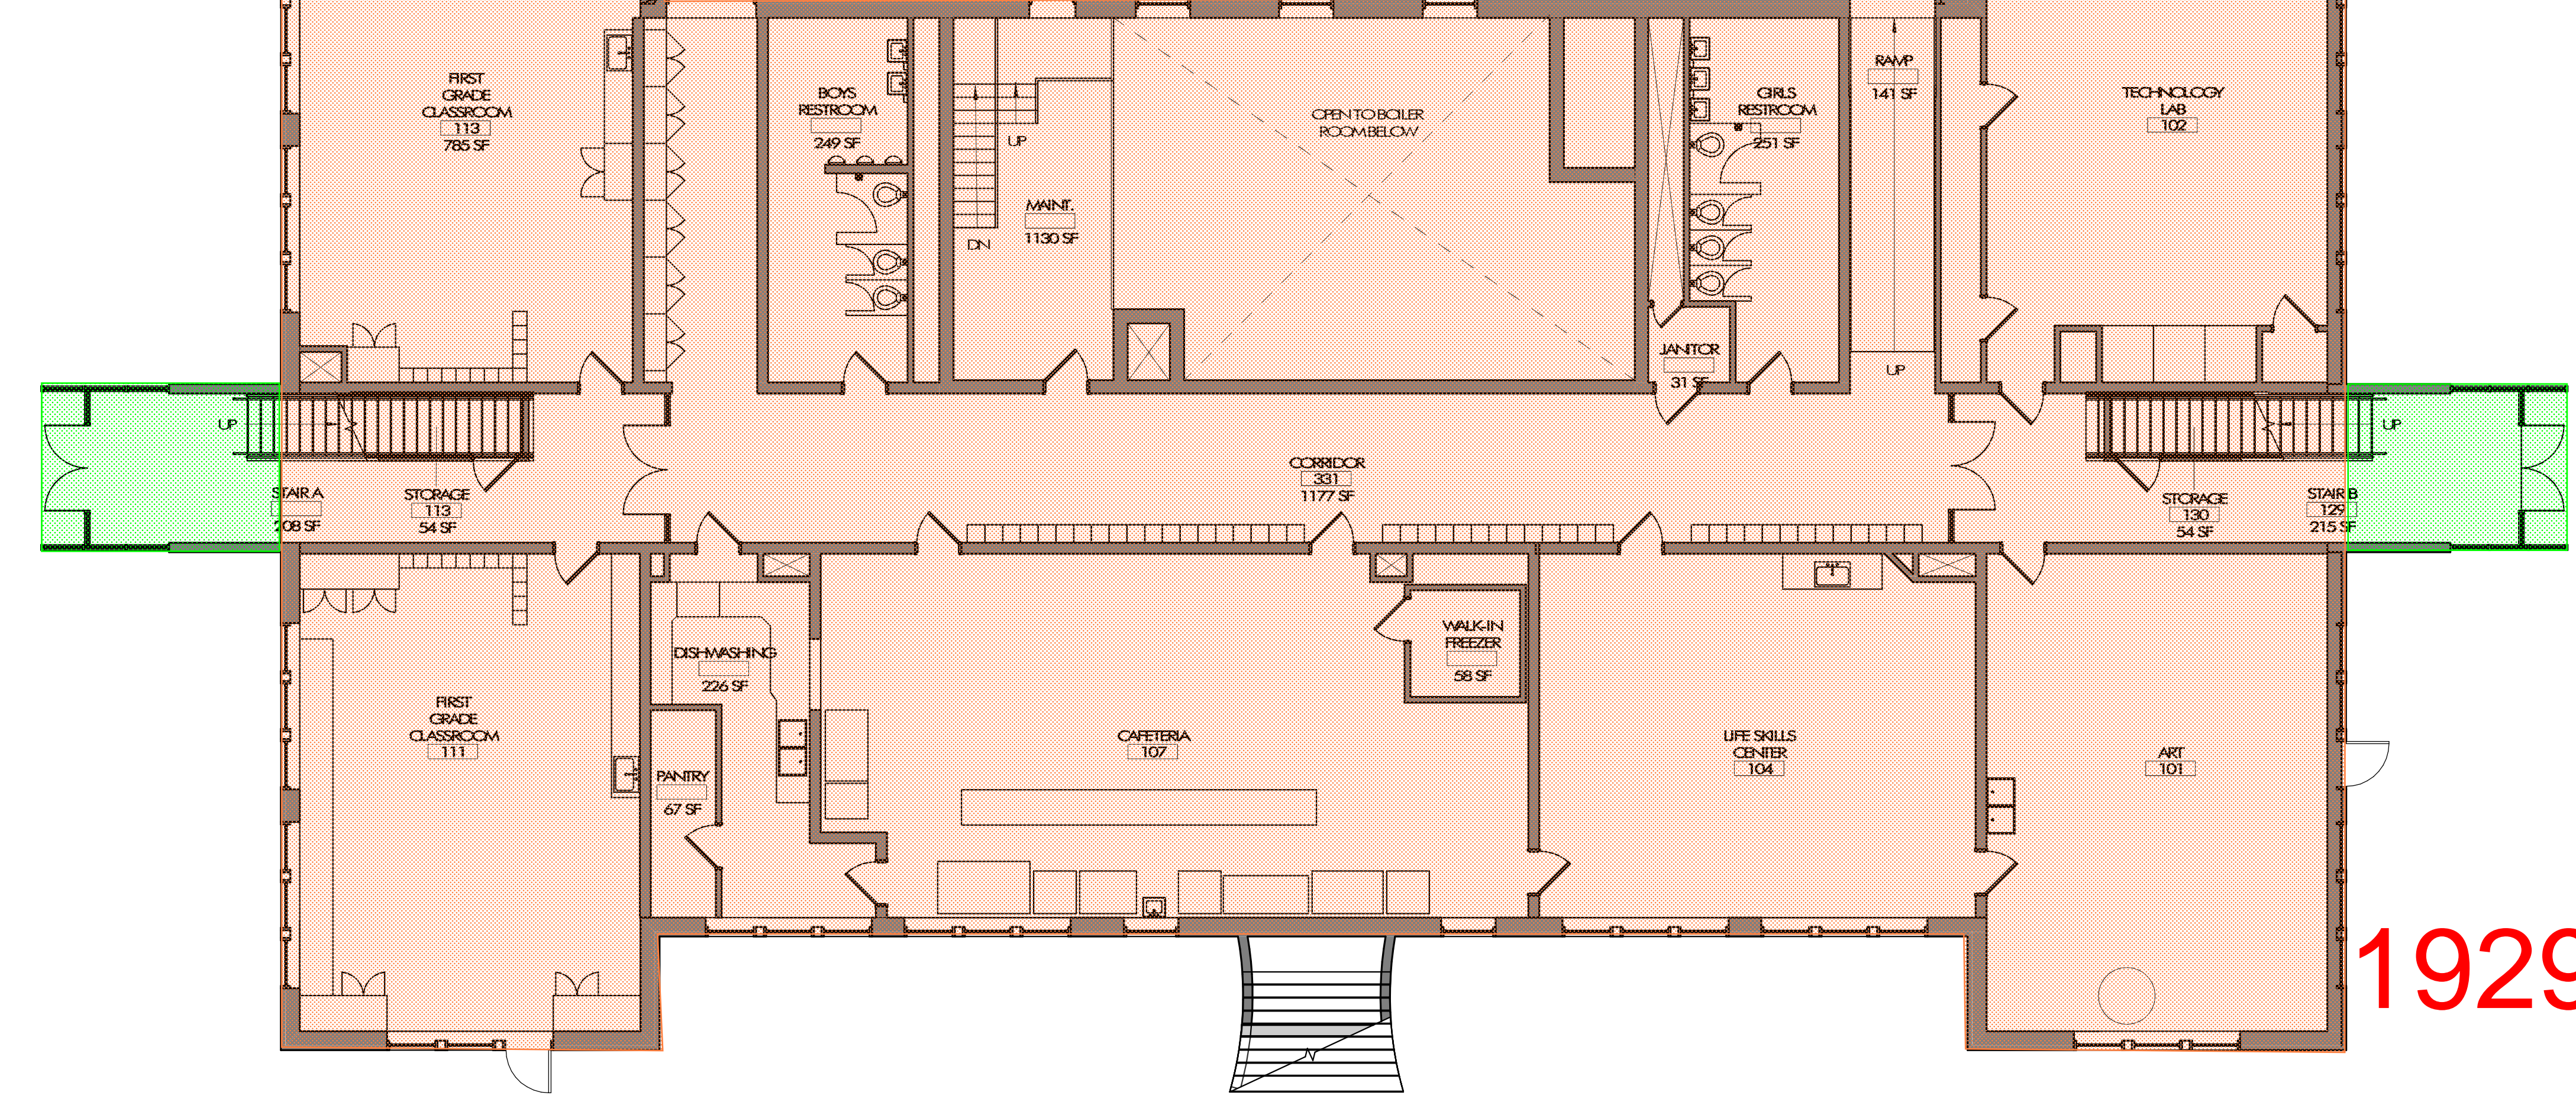 FIRST
GRADE
CLASSROOM
113
785 SF
BOYS
RESTROOM
249 SF
UP
DN
MAINT.
1130 SF
OPEN TO BOILER
ROOM BELOW
GIRLS
RESTROOM
251 SF
RAMP
141 SF
UP
TECHNOLOGY
LAB
102
JANITOR
31 SF
UP
STAIR A
208 SF
STORAGE
113
54 SF
CORRIDOR
331
1177 SF
STORAGE
130
54 SF
STAIR B
129
215 SF
UP
FIRST
GRADE
CLASSROOM
111
DISHWASHING
226 SF
PANTRY
67 SF
CAFETERIA
107
WALK-IN
FREEZER
58 SF
LIFE SKILLS
CENTER
104
ART
101
1929